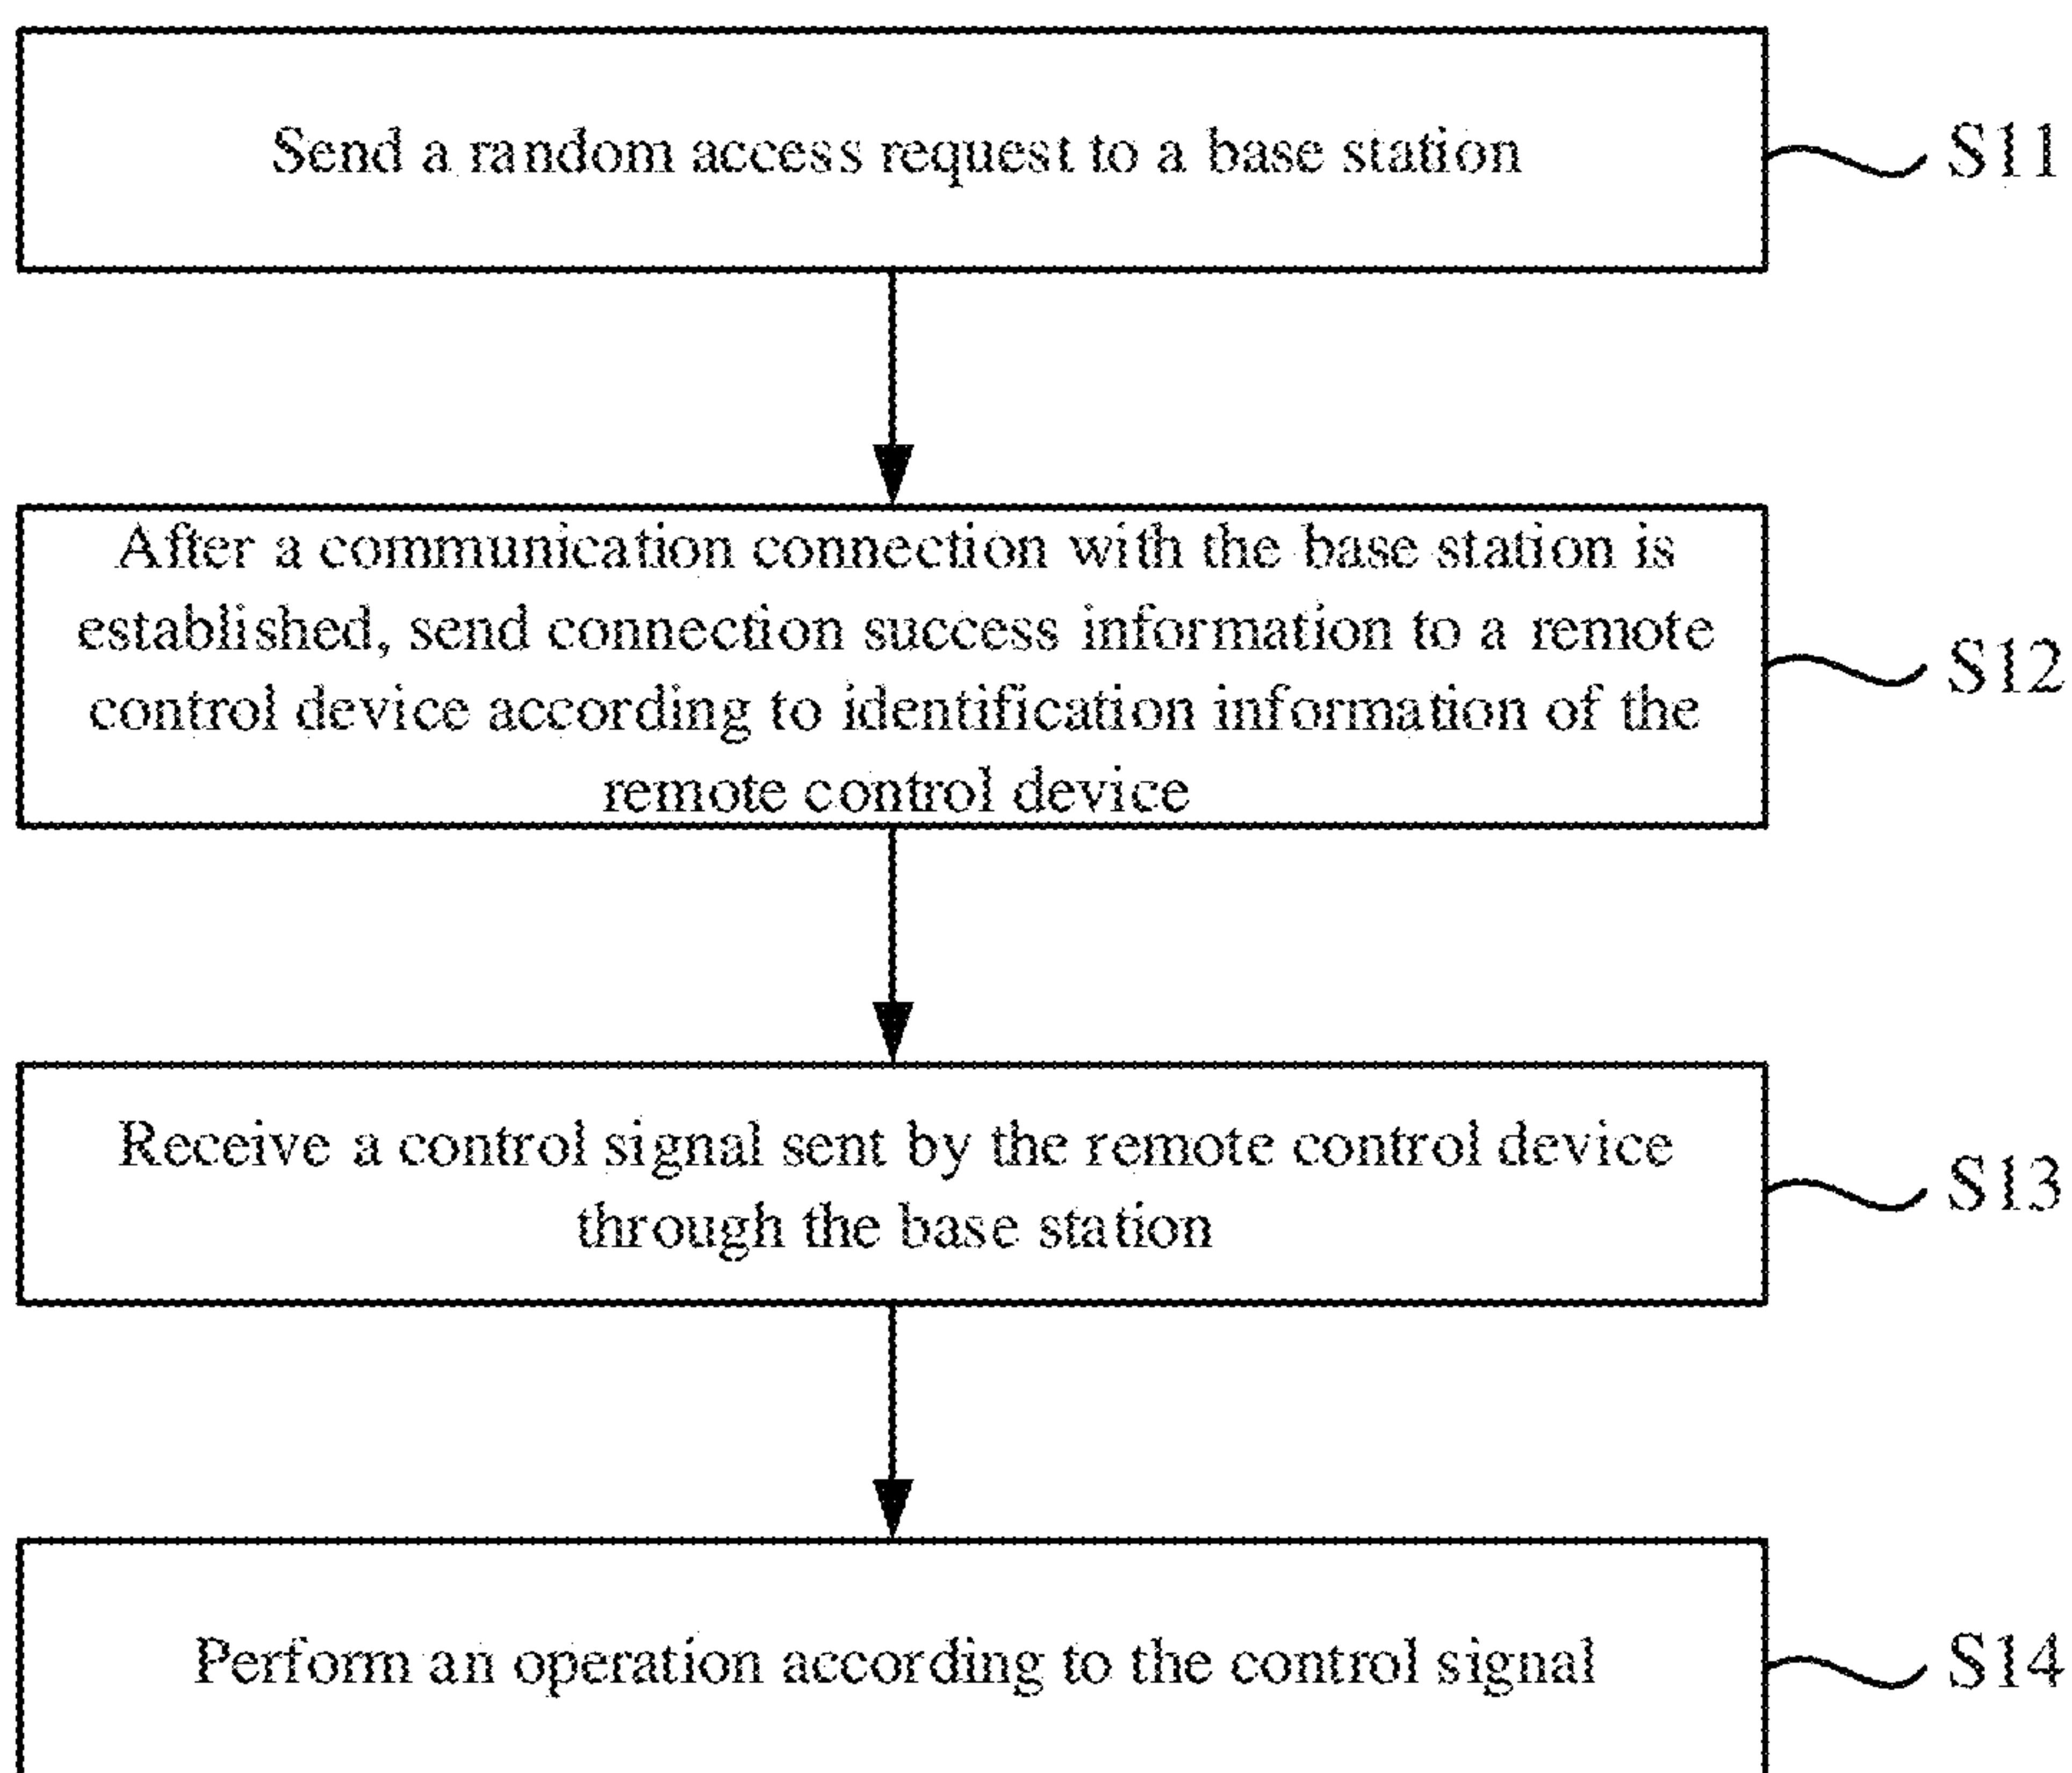 Send a random access request to a base station
S11
After a communication connection with the base station is
established, send connection success information to a remote
control device according to identification information of the
remote control device
S12
Receive a control signal sent by the remote control device
through the base station
S13
Perform an operation according to the control signal
S14